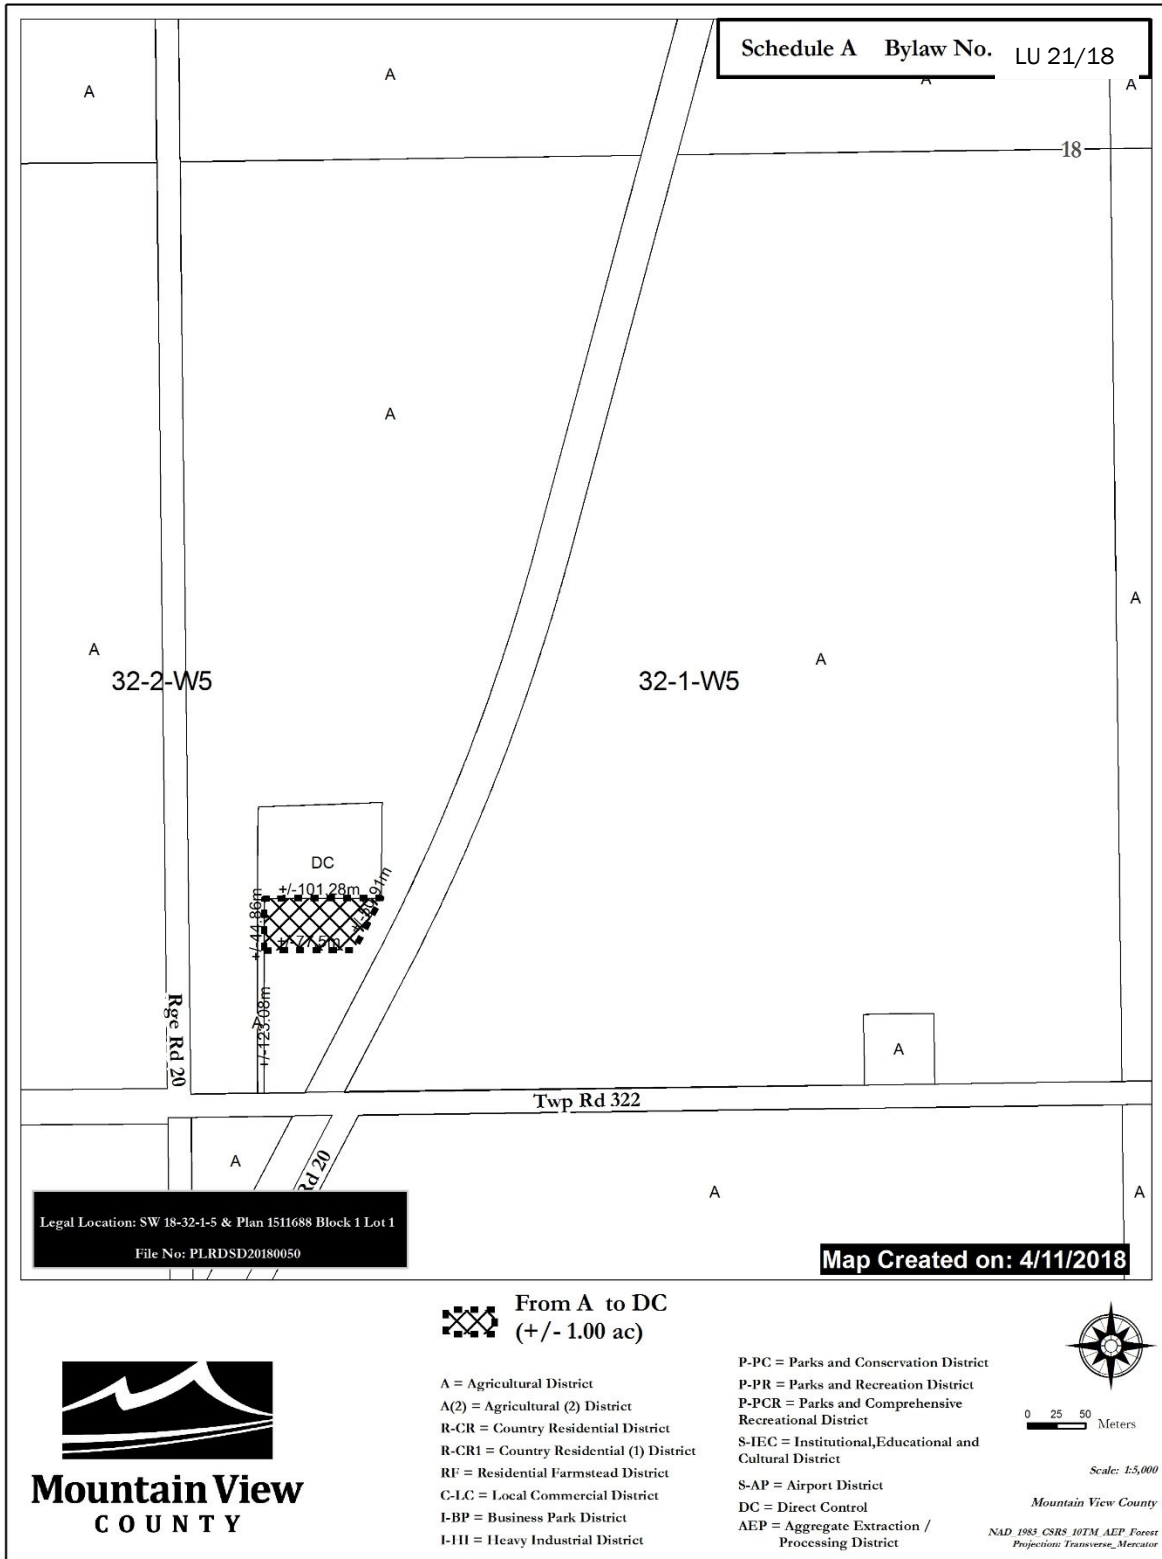 Schedule A Bylaw No. LU 21/18
A
A
A
A
18
A
A
A
A
32-2-W5
32-1-W5
DC
+/-101.28m
+/-44.86m
+/-77.5m
+/-123.08m
A
A
Rge Rd 20
Twp Rd 322
A
Rd 20
A
A
Legal Location: SW 18-32-1-5 & Plan 1511688 Block 1 Lot 1
File No: PLRDSD20180050
Map Created on: 4/11/2018
From A to DC
(+/- 1.00 ac)
A = Agricultural District
A(2) = Agricultural (2) District
R-CR = Country Residential District
R-CR1 = Country Residential (1) District
RF = Residential Farmstead District
C-LC = Local Commercial District
I-BP = Business Park District
I-HI = Heavy Industrial District
P-PC = Parks and Conservation District
P-PR = Parks and Recreation District
P-PCR = Parks and Comprehensive
Recreational District
S-IEC = Institutional,Educational and
Cultural District
S-AP = Airport District
DC = Direct Control
AEP = Aggregate Extraction /
Processing District
0 25 50 Meters
Scale: 1:5,000
Mountain View County
NAD_1983_CSRS_10TM_AEP_Forest
Projection: Transverse_Mercator
Mountain View
COUNTY